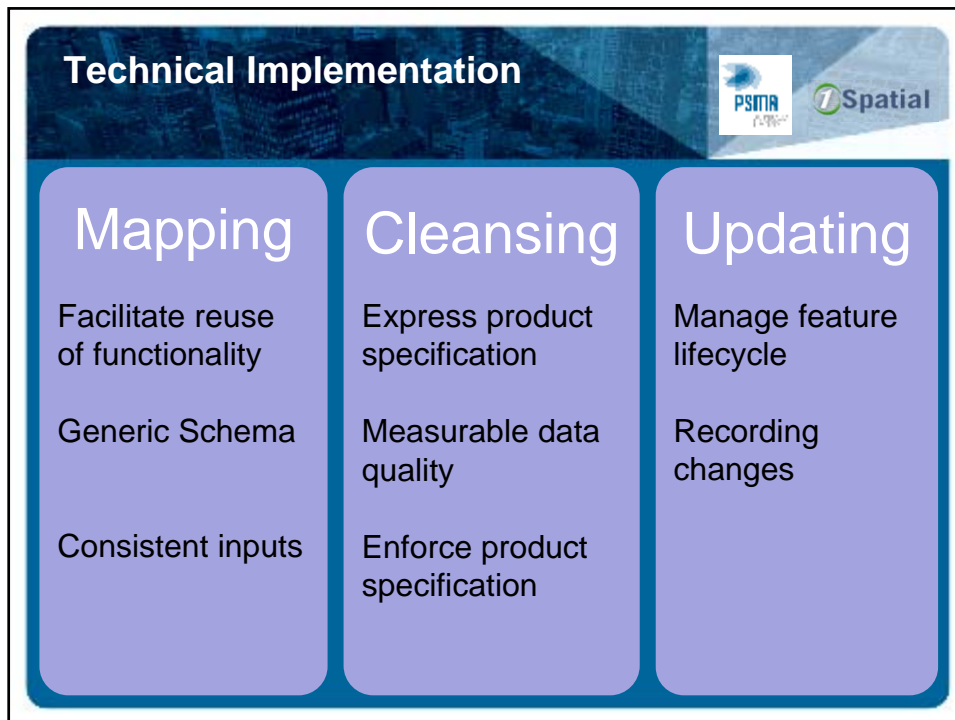 Technical Implementation
PSMA
1Spatial
Mapping
Facilitate reuse
of functionality
Generic Schema
Consistent inputs
Cleansing
Express product
specification
Measurable data
quality
Enforce product
specification
Updating
Manage feature
lifecycle
Recording
changes